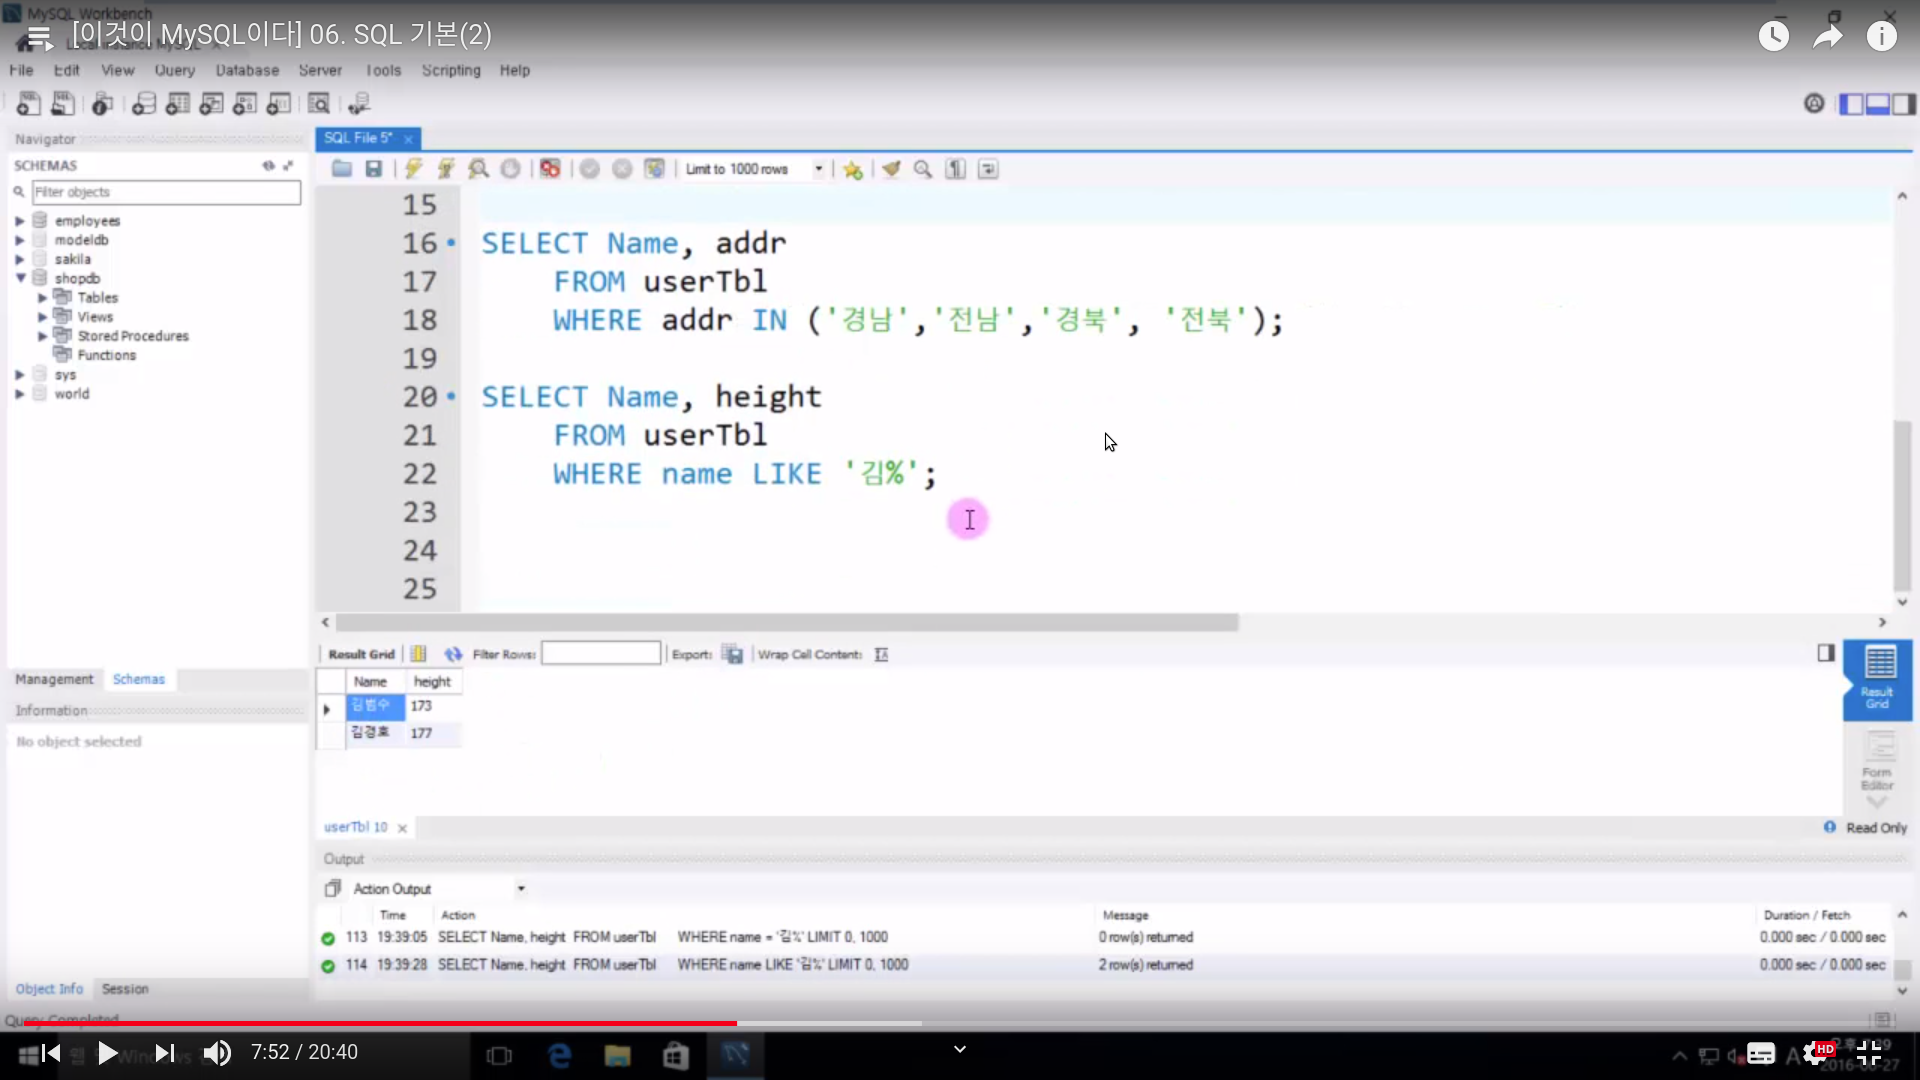 MySQL Workbench
[이것이 MySQL이다] 06. SQL 기본(2)
File Edit View Query Database Server Tools Scripting Help
Navigator
SQL File 5*
SCHEMAS
Limit to 1000 rows
Filter objects
employees
modeldb
sakila
shopdb
Tables
Views
Stored Procedures
Functions
sys
world
15
16 SELECT Name, addr
17 FROM userTbl
18 WHERE addr IN ('경남','전남','경북', '전북');
19
20 SELECT Name, height
21 FROM userTbl
22 WHERE name LIKE '김%';
23
24
25
Management Schemas
Information
No object selected
Result Grid Filter Rows: Export: Wrap Cell Content:
Name height
김범수 173
김경호 177
Result Grid
Form Editor
userTbl 10
Read Only
Output
Action Output
Time Action Message Duration / Fetch
113 19:39:05 SELECT Name, height FROM userTbl WHERE name = '김%' LIMIT 0, 1000 0 row(s) returned 0.000 sec / 0.000 sec
114 19:39:28 SELECT Name, height FROM userTbl WHERE name LIKE '김%' LIMIT 0, 1000 2 row(s) returned 0.000 sec / 0.000 sec
Object Info Session
Query Completed
7:52 / 20:40
HD